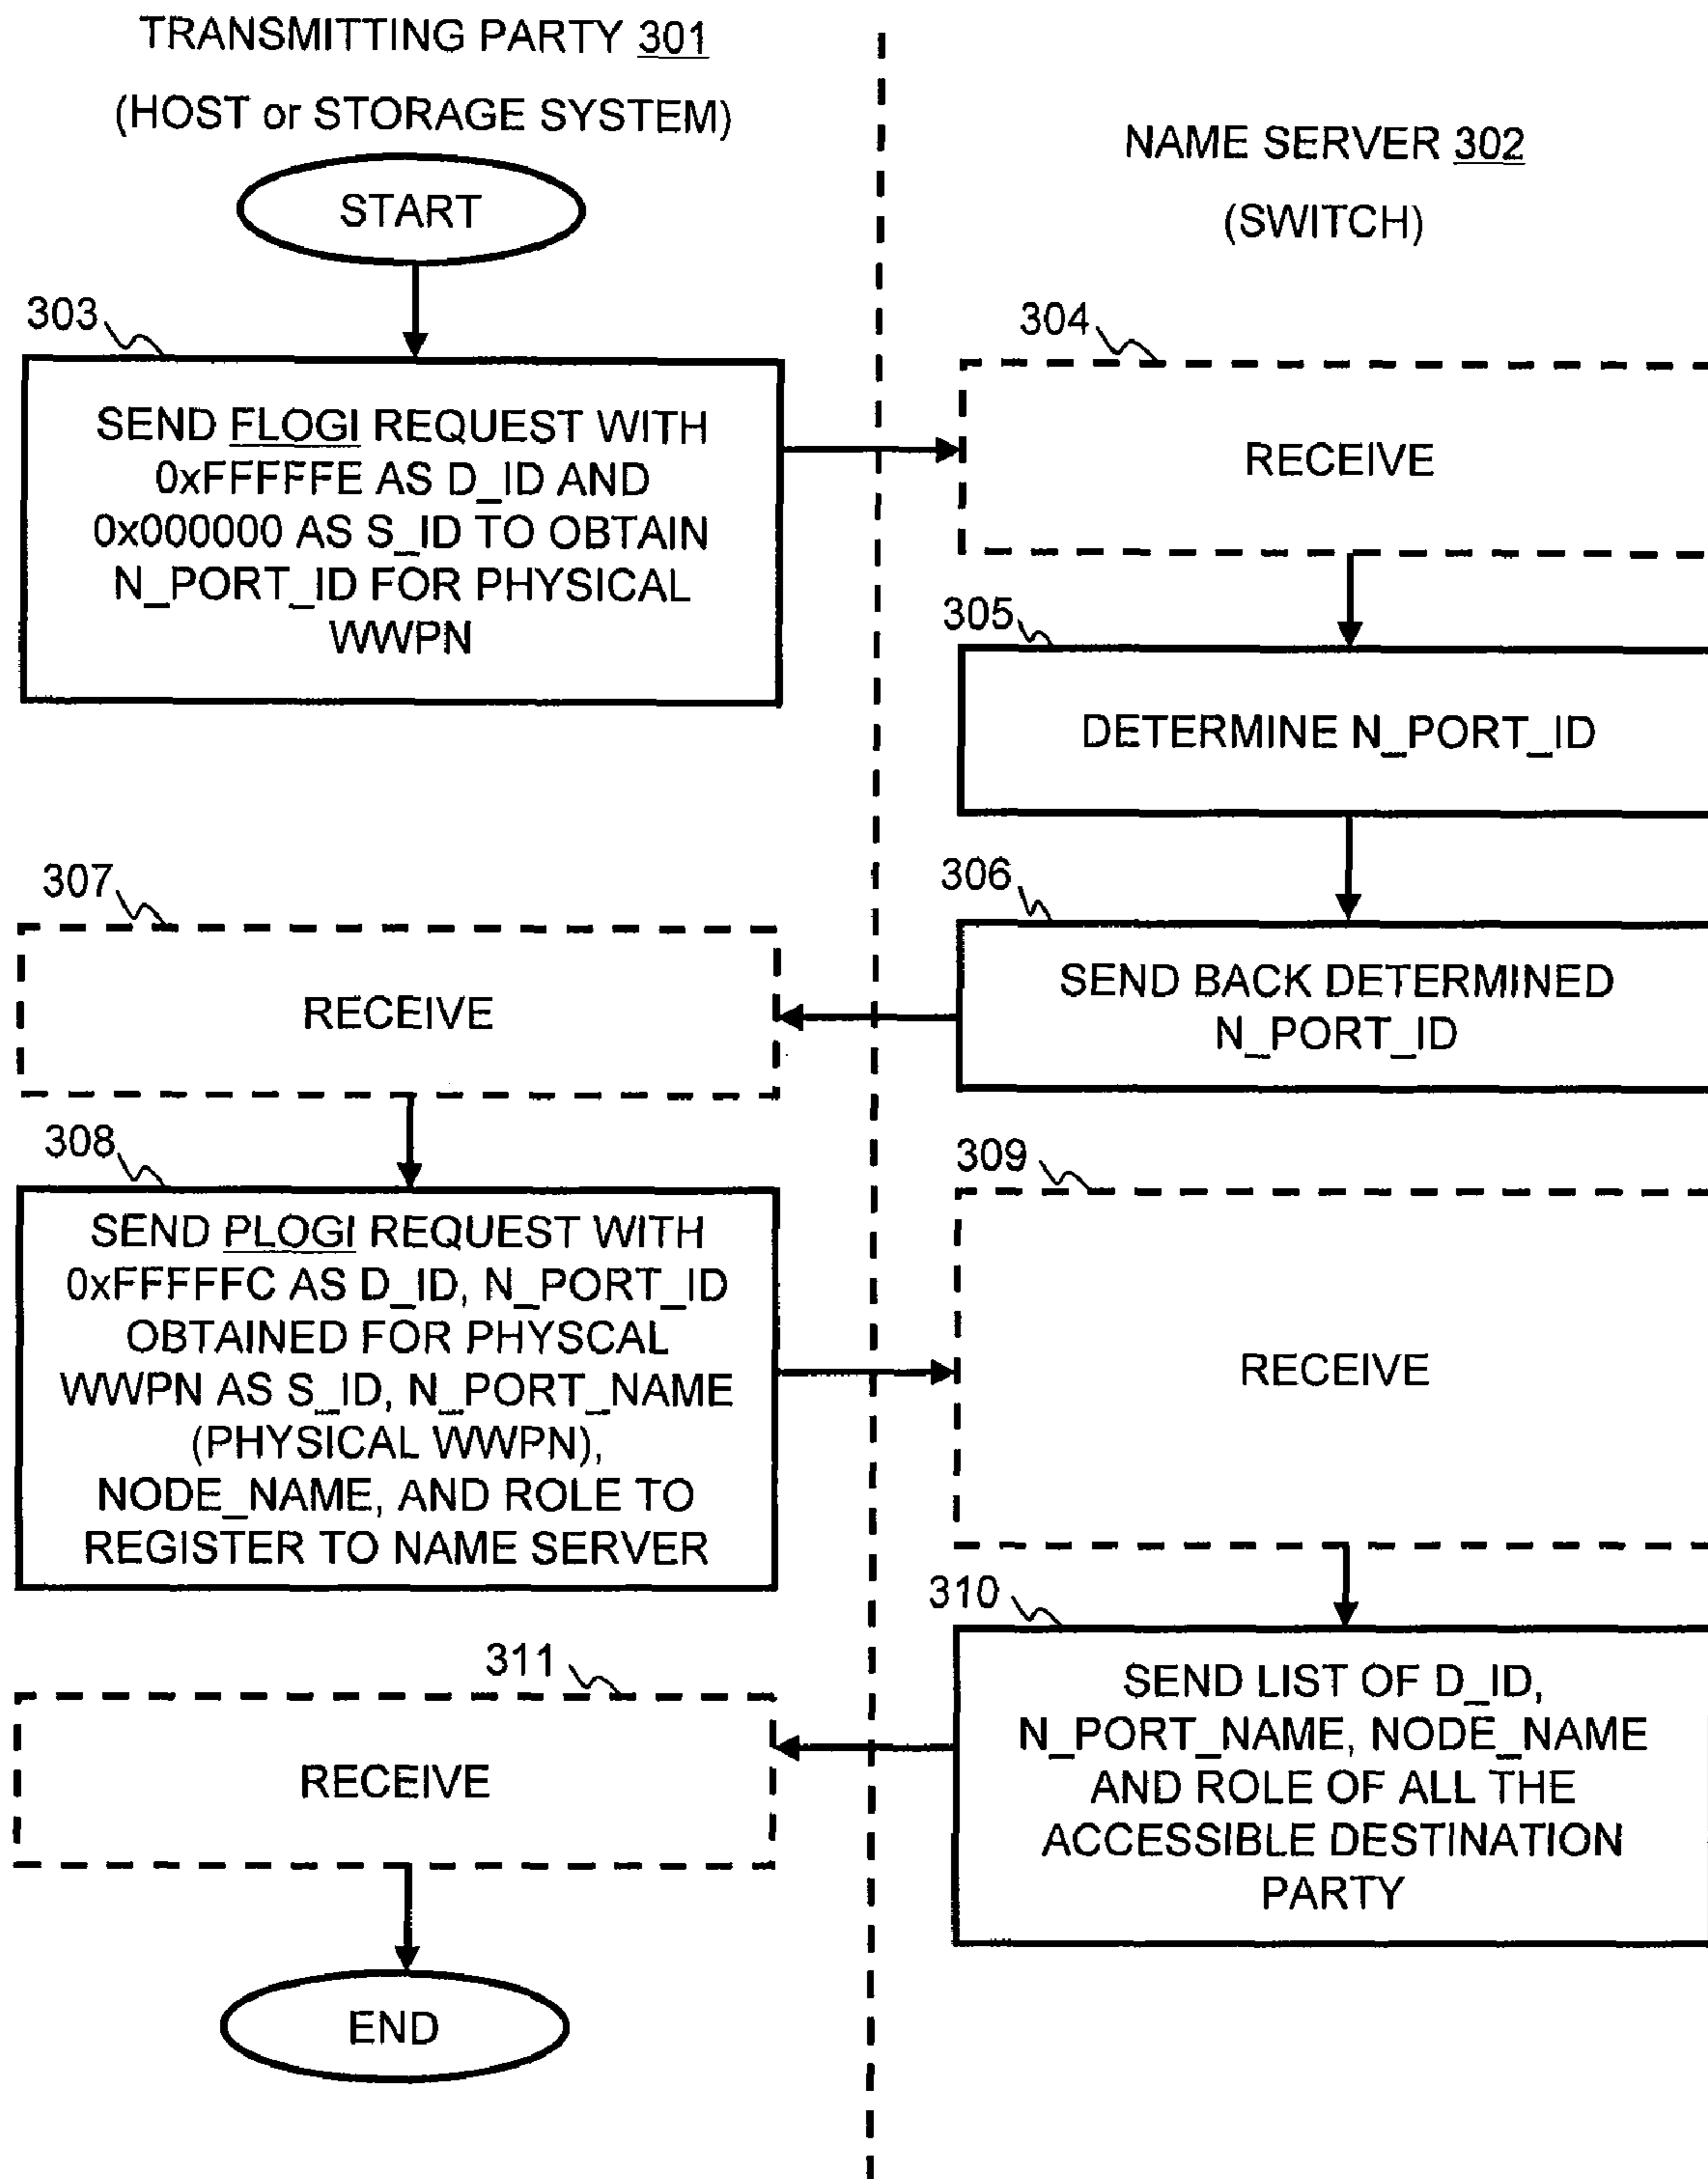 TRANSMITTING PARTY 301
(HOST or STORAGE SYSTEM)
NAME SERVER 302
(SWITCH)
START
303
SEND FLOGI REQUEST WITH
0xFFFFFE AS D_ID AND
0x000000 AS S_ID TO OBTAIN
N_PORT_ID FOR PHYSICAL
WWPN
304
RECEIVE
305
DETERMINE N_PORT_ID
306
SEND BACK DETERMINED
N_PORT_ID
307
RECEIVE
308
SEND PLOGI REQUEST WITH
0xFFFFFC AS D_ID, N_PORT_ID
OBTAINED FOR PHYSCAL
WWPN AS S_ID, N_PORT_NAME
(PHYSICAL WWPN),
NODE_NAME, AND ROLE TO
REGISTER TO NAME SERVER
309
RECEIVE
310
SEND LIST OF D_ID,
N_PORT_NAME, NODE_NAME
AND ROLE OF ALL THE
ACCESSIBLE DESTINATION
PARTY
311
RECEIVE
END